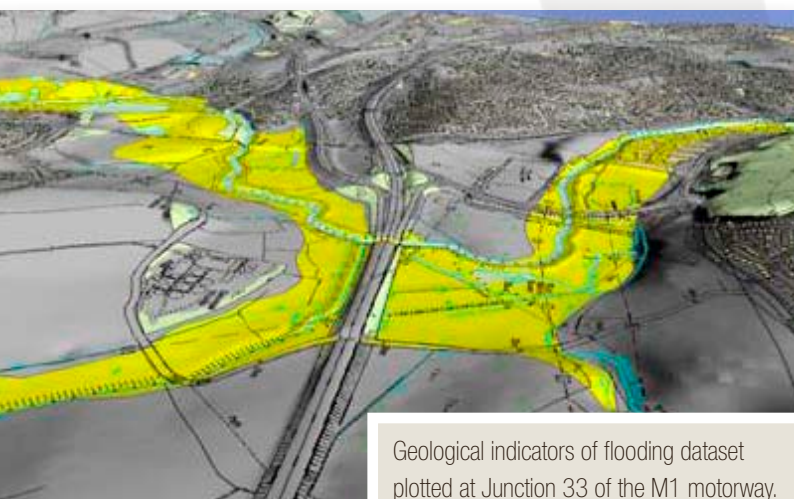 Geological indicators of flooding dataset
plotted at Junction 33 of the M1 motorway.